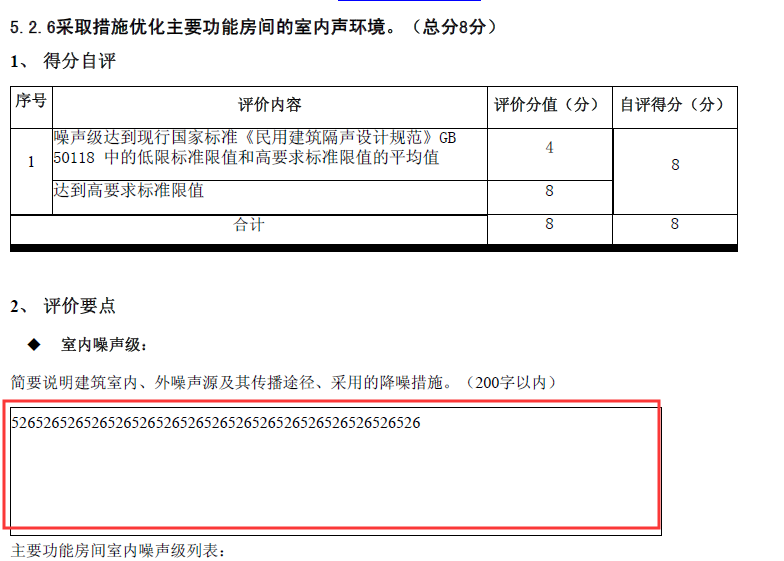 5.2.6采取措施优化主要功能房间的室内声环境。（总分8分）
1、 得分自评
序号 评价内容 评价分值（分） 自评得分（分）
1 噪声级达到现行国家标准《民用建筑隔声设计规范》GB 50118 中的低限标准限值和高要求标准限值的平均值 4 8
达到高要求标准限值 8
合计 8 8
2、 评价要点
◆ 室内噪声级：
简要说明建筑室内、外噪声源及其传播途径、采用的降噪措施。（200字以内）
526526526526526526526526526526526526526526526526526
主要功能房间室内噪声级列表：